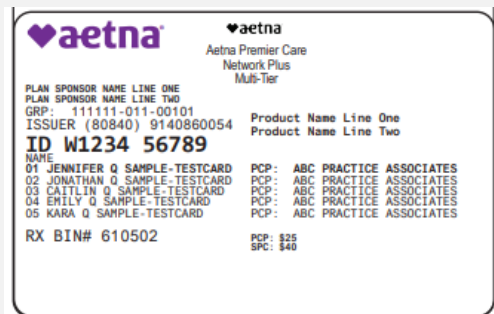 aetna
aetna
Aetna Premier Care
Network Plus
Multi-Tier
PLAN SPONSOR NAME LINE ONE
PLAN SPONSOR NAME LINE TWO
GRP: 111111-011-00101
ISSUER (80840) 9140860054
Product Name Line One
Product Name Line Two
ID W1234 56789
NAME
01 JENNIFER Q SAMPLE-TESTCARD PCP: ABC PRACTICE ASSOCIATES
02 JONATHAN Q SAMPLE-TESTCARD PCP: ABC PRACTICE ASSOCIATES
03 CAITLIN Q SAMPLE-TESTCARD PCP: ABC PRACTICE ASSOCIATES
04 EMILY Q SAMPLE-TESTCARD PCP: ABC PRACTICE ASSOCIATES
05 KARA Q SAMPLE-TESTCARD PCP: ABC PRACTICE ASSOCIATES
RX BIN# 610502
PCP: $25
SPC: $40